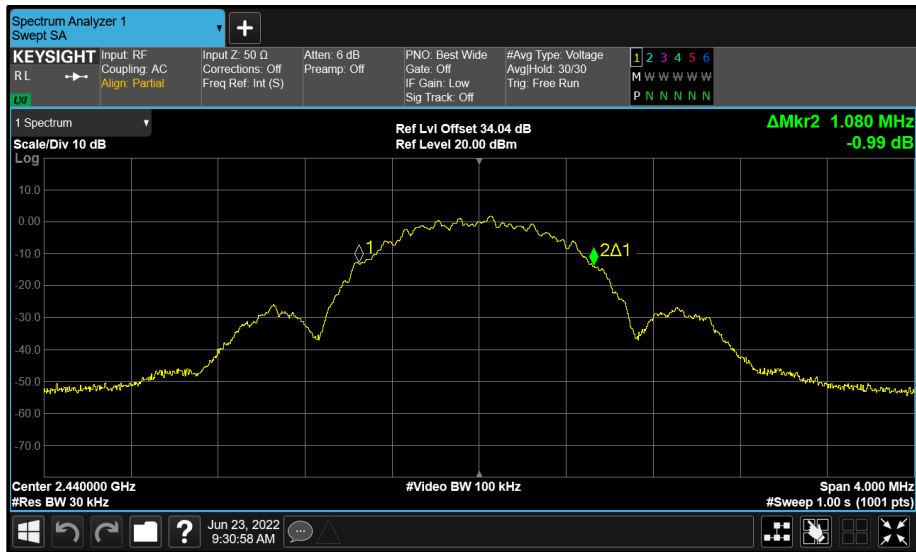 Spectrum Analyzer 1
Swept SA
+
KEYSIGHT
RL
LXI
Input: RF
Coupling: AC
Align: Partial
Input Z: 50 Ω
Corrections: Off
Freq Ref: Int (S)
Atten: 6 dB
Preamp: Off
PNO: Best Wide
Gate: Off
IF Gain: Low
Sig Track: Off
#Avg Type: Voltage
Avg|Hold: 30/30
Trig: Free Run
1 2 3 4 5 6
M W W W W W
P N N N N N
1 Spectrum
Scale/Div 10 dB
Ref Lvl Offset 34.04 dB
Ref Level 20.00 dBm
ΔMkr2 1.080 MHz
-0.99 dB
Log
10.0
0.00
-10.0
-20.0
-30.0
-40.0
-50.0
-60.0
-70.0
1
2Δ1
Center 2.440000 GHz
#Res BW 30 kHz
#Video BW 100 kHz
Span 4.000 MHz
#Sweep 1.00 s (1001 pts)
?
Jun 23, 2022
9:30:58 AM